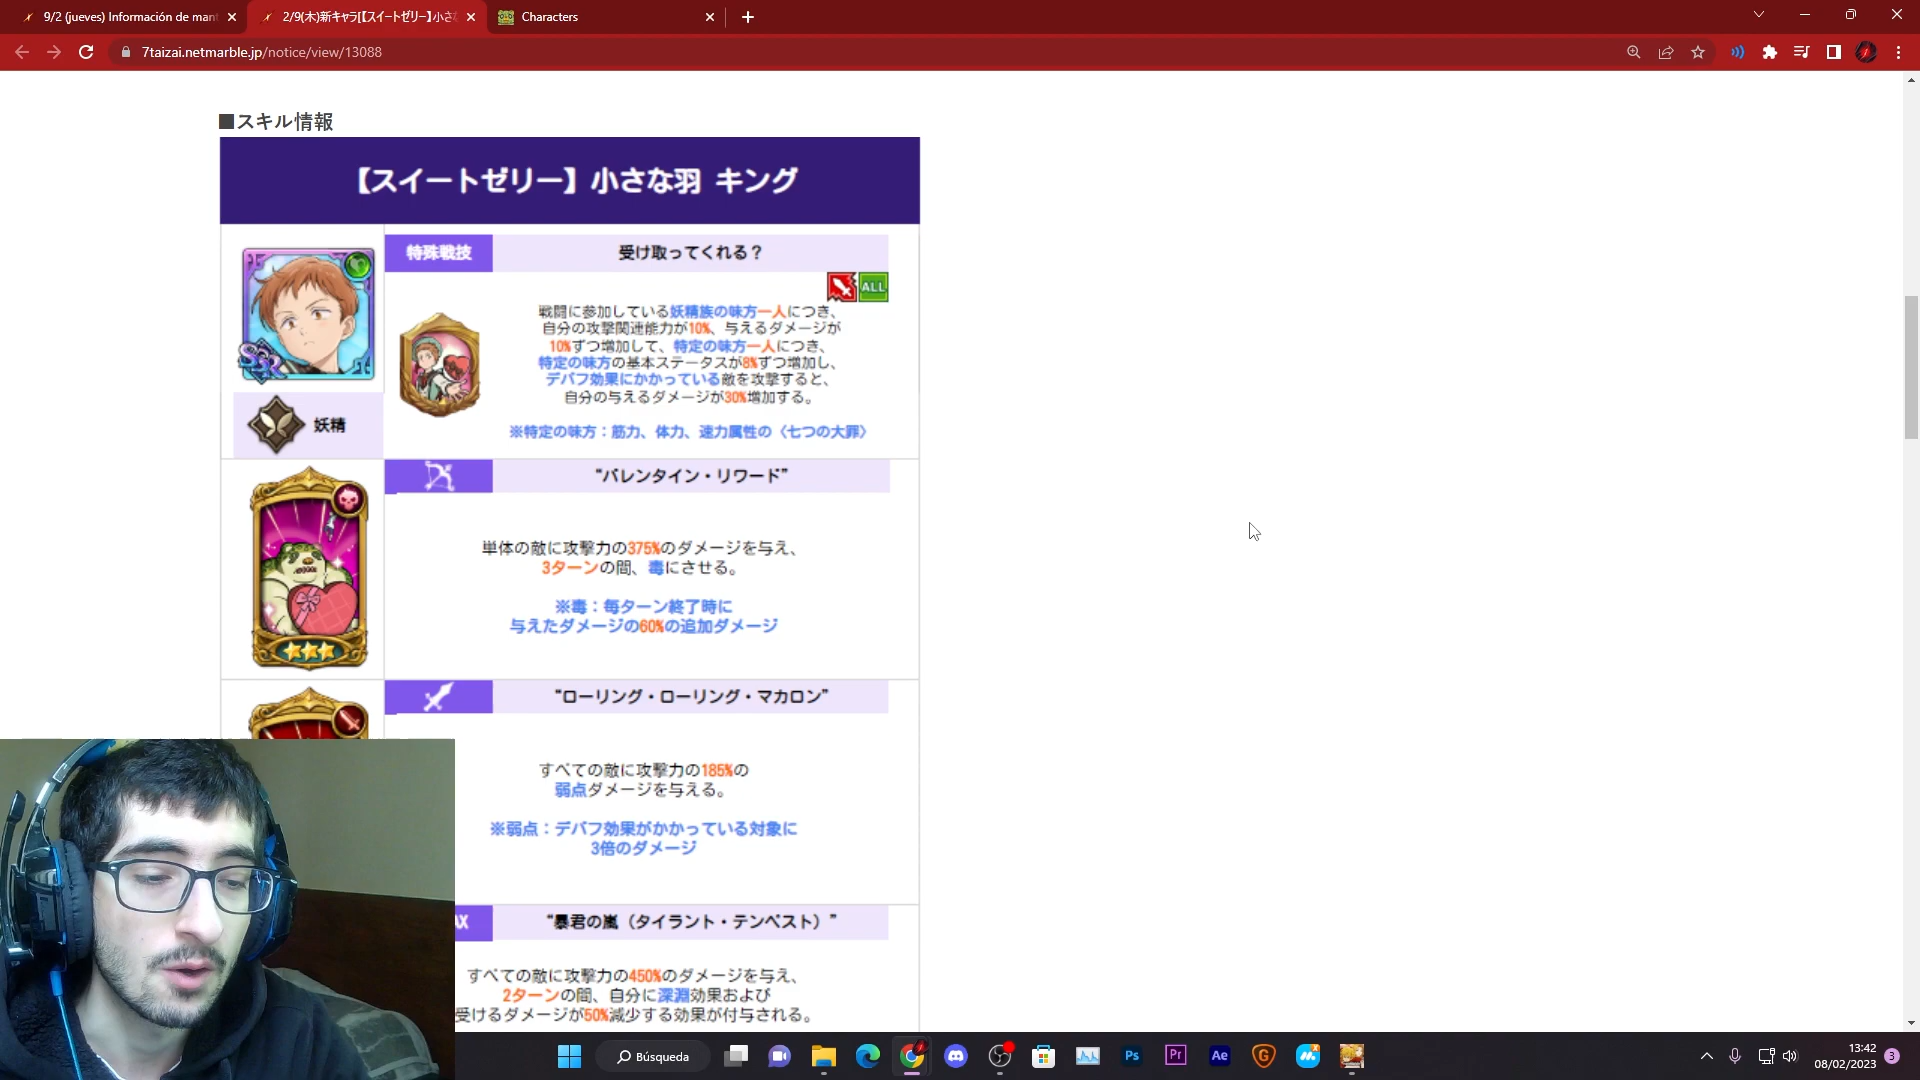 9/2 (jueves) Información de mant
2/9(木)新キャラ[【スイートゼリー】小さな
Characters
7taizai.netmarble.jp/notice/view/13088
■スキル情報
【スイートゼリー】小さな羽 キング
特殊戦技
受け取ってくれる？
ALL
戦闘に参加している妖精族の味方一人につき、
自分の攻撃関連能力が10%、与えるダメージが
10%ずつ増加して、特定の味方一人につき、
特定の味方の基本ステータスが8%ずつ増加し、
デバフ効果にかかっている敵を攻撃すると、
自分の与えるダメージが30%増加する。
※特定の味方：筋力、体力、速力属性の〈七つの大罪〉
SSR
妖精
“バレンタイン・リワード”
単体の敵に攻撃力の375%のダメージを与え、
3ターンの間、毒にさせる。
※毒：毎ターン終了時に
与えたダメージの60%の追加ダメージ
“ローリング・ローリング・マカロン”
すべての敵に攻撃力の185%の
弱点ダメージを与える。
※弱点：デバフ効果がかかっている対象に
3倍のダメージ
AX
“暴君の嵐（タイラント・テンペスト）”
すべての敵に攻撃力の450%のダメージを与え、
2ターンの間、自分に深淵効果および
受けるダメージが50%減少する効果が付与される。
Búsqueda
Ps
Pr
Ae
13:42
08/02/2023
3